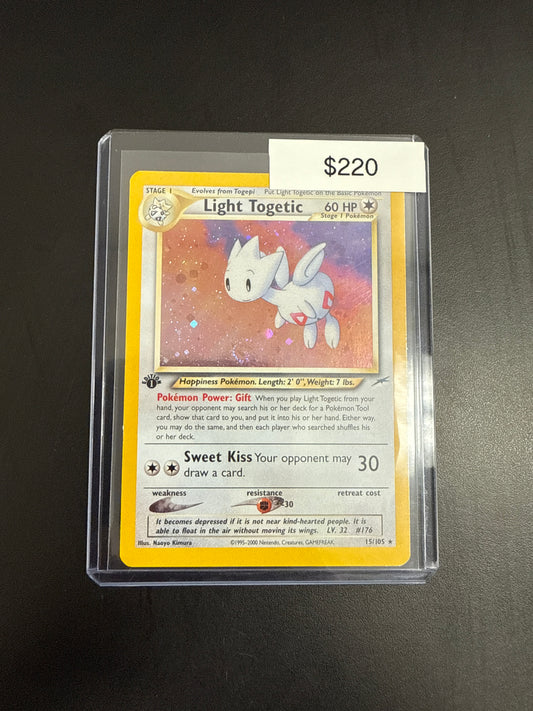 $220
STAGE 1
Evolves from Togepi
Put Light Togetic on the Basic Pokémon
Light Togetic 60 HP
Stage 1 Pokémon
EDITION
1
Happiness Pokémon. Length: 2' 0", Weight: 7 lbs.
Pokémon Power: Gift When you play Light Togetic from your
hand, your opponent may search his or her deck for a Pokémon Tool
card, show that card to you, and put it into his or her hand. Either way,
you may do the same, and then each player who searched shuffles his
or her deck.
Sweet Kiss Your opponent may 30
draw a card.
weakness resistance retreat cost
-30
It becomes depressed if it is not near kind-hearted people. It is
able to float in the air without moving its wings. LV. 32 #176
Illus. Naoyo Kimura ©1995-2000 Nintendo, Creatures, GAMEFREAK. 15/105 ★